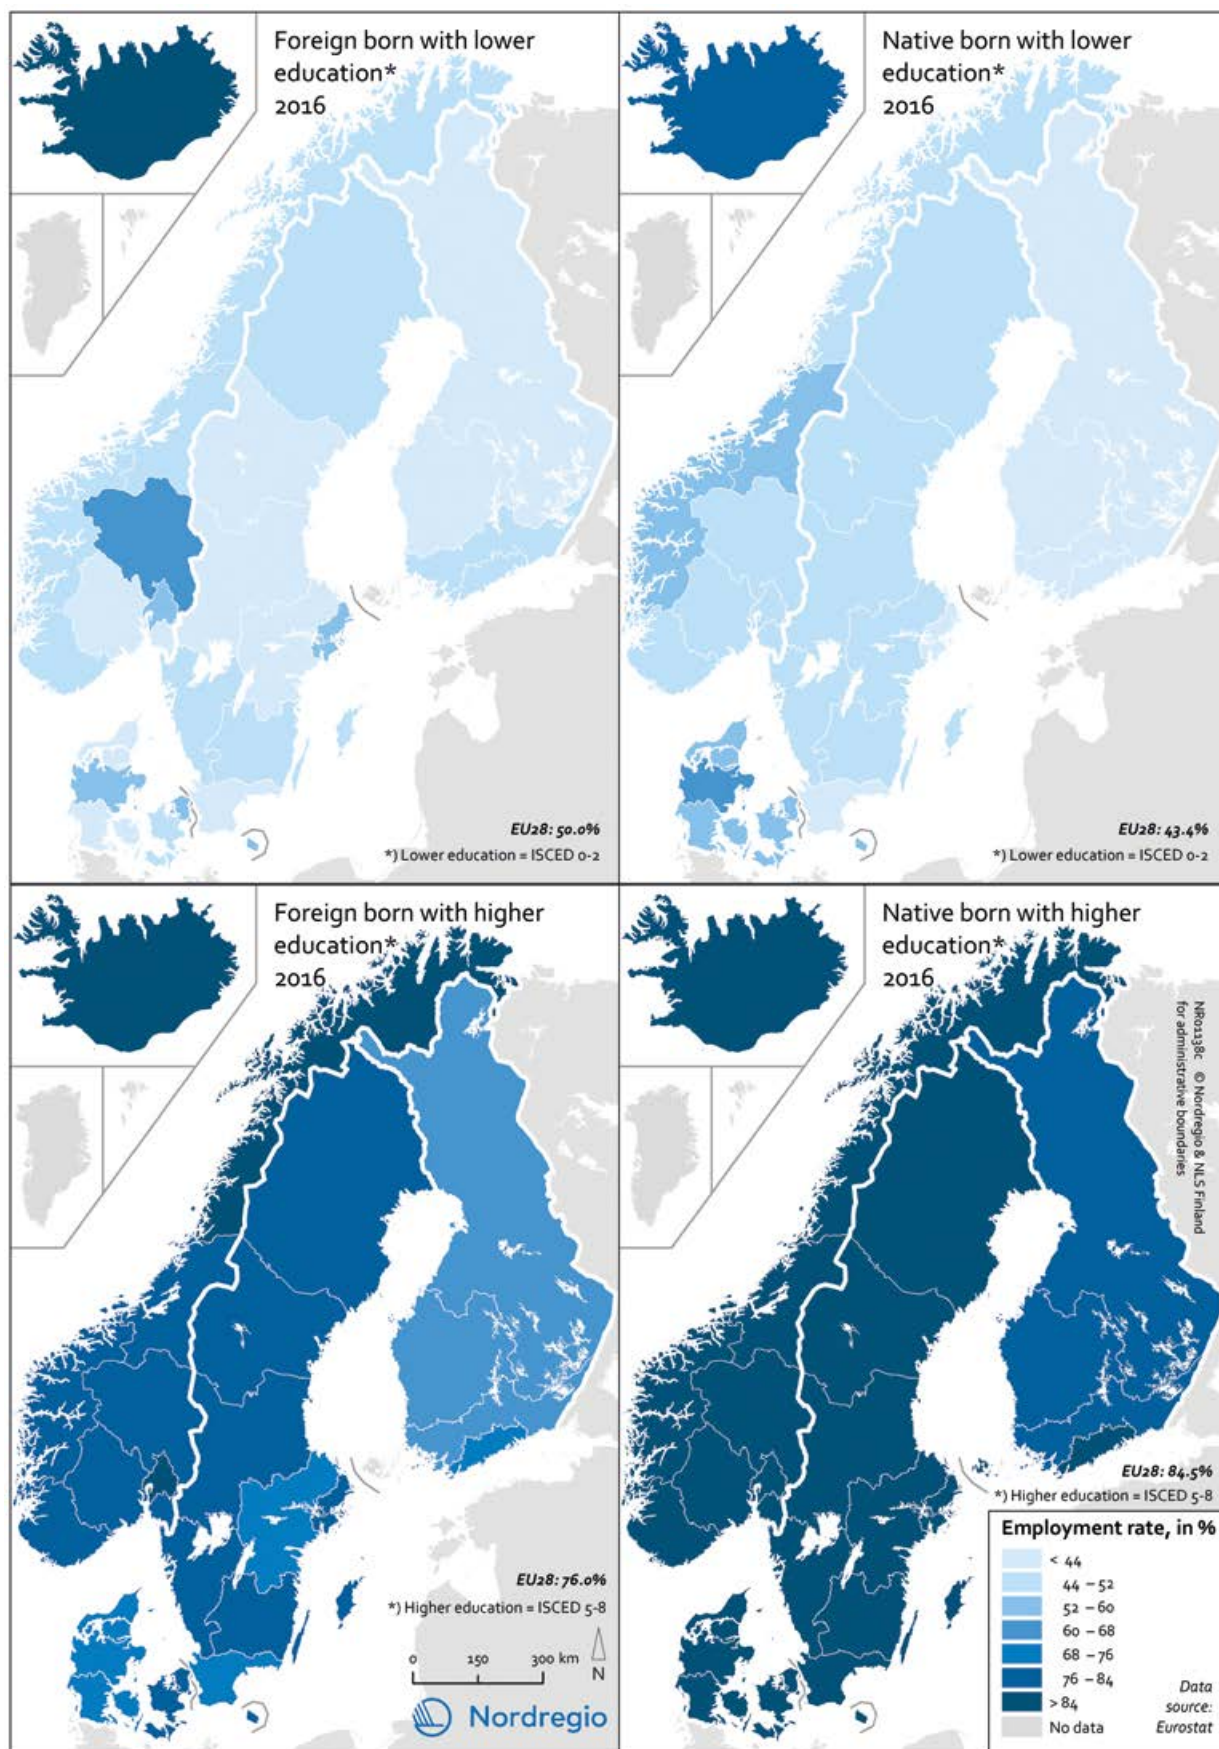 Foreign born with lower
education*
2016
EU28: 50.0%
*) Lower education = ISCED 0-2
Native born with lower
education*
2016
EU28: 43.4%
*) Lower education = ISCED 0-2
Foreign born with higher
education*
2016
EU28: 76.0%
*) Higher education = ISCED 5-8
0 150 300 km
N
Nordregio
Native born with higher
education*
2016
NR01138c © Nordregio & NLS Finland
for administrative boundaries
EU28: 84.5%
*) Higher education = ISCED 5-8
Employment rate, in %
< 44
44 – 52
52 – 60
60 – 68
68 – 76
76 – 84
> 84
No data
Data
source:
Eurostat